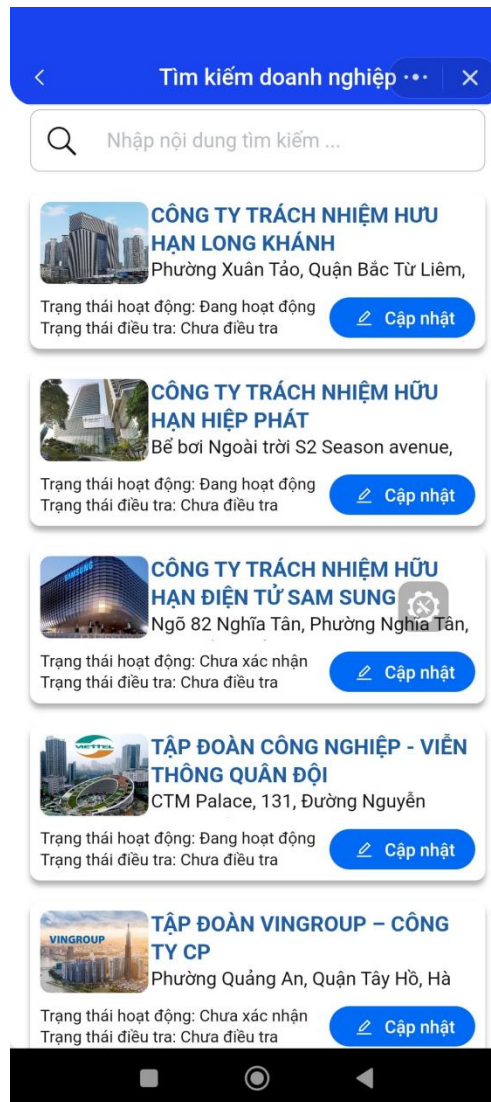 Tìm kiếm doanh nghiệp
Nhập nội dung tìm kiếm ...
CÔNG TY TRÁCH NHIỆM HƯU
HẠN LONG KHÁNH
Phường Xuân Tảo, Quận Bắc Từ Liêm,
Trạng thái hoạt động: Đang hoạt động
Trạng thái điều tra: Chưa điều tra
Cập nhật
CÔNG TY TRÁCH NHIỆM HỮU
HẠN HIỆP PHÁT
Bể bơi Ngoài trời S2 Season avenue,
Trạng thái hoạt động: Đang hoạt động
Trạng thái điều tra: Chưa điều tra
Cập nhật
SAMSUNG
CÔNG TY TRÁCH NHIỆM HỮU
HẠN ĐIỆN TỬ SAM SUNG
Ngõ 82 Nghĩa Tân, Phường Nghĩa Tân,
Trạng thái hoạt động: Chưa xác nhận
Trạng thái điều tra: Chưa điều tra
Cập nhật
VIETTEL
TẬP ĐOÀN CÔNG NGHIỆP - VIỄN
THÔNG QUÂN ĐỘI
CTM Palace, 131, Đường Nguyễn
Trạng thái hoạt động: Đang hoạt động
Trạng thái điều tra: Chưa điều tra
Cập nhật
VINGROUP
TẬP ĐOÀN VINGROUP – CÔNG
TY CP
Phường Quảng An, Quận Tây Hồ, Hà
Trạng thái hoạt động: Chưa xác nhận
Trạng thái điều tra: Chưa điều tra
Cập nhật